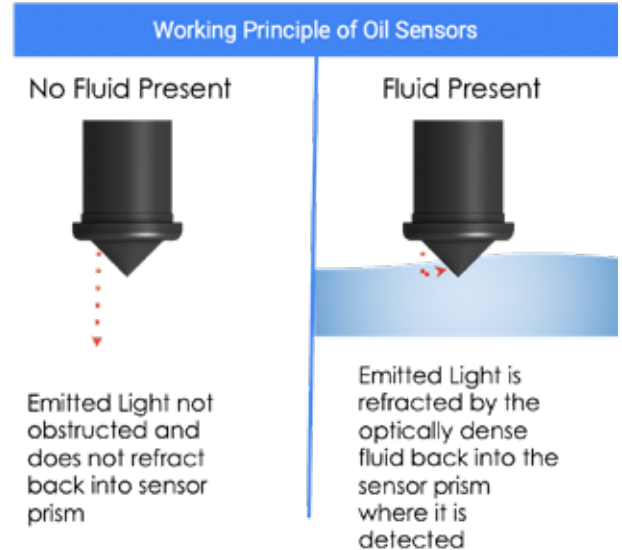 Working Principle of Oil Sensors
No Fluid Present
Emitted Light not
obstructed and
does not refract
back into sensor
prism
Fluid Present
Emitted Light is
refracted by the
optically dense
fluid back into the
sensor prism
where it is
detected